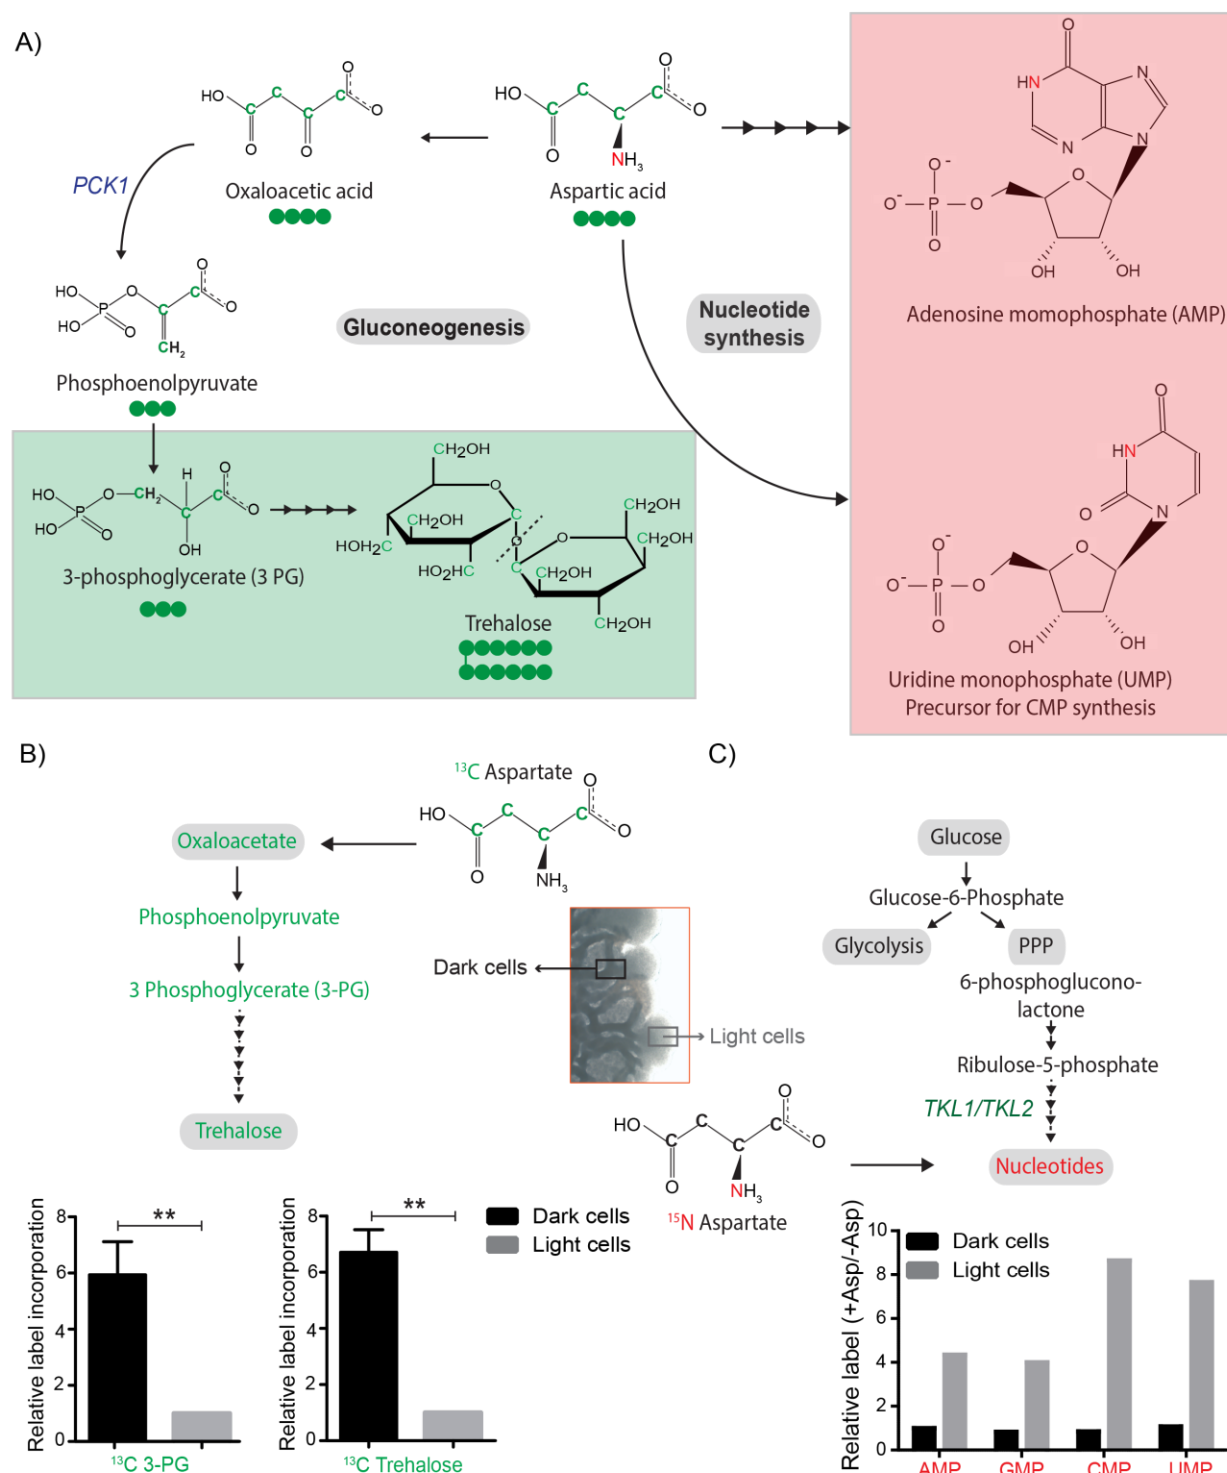 A)
HO
C
C
C
C
O
O
O
O
Oxaloacetic acid
HO
C
C
C
C
O
O
O
NH3
Aspartic acid
PCK1
HO
HO
P
O
O
C
C
O
O
CH2
Phosphoenolpyruvate
Gluconeogenesis
Nucleotide
synthesis
O
HN
N
N
N
O-
O-
P
O
O
O
OH
OH
Adenosine momophosphate (AMP)
HO
HO
P
O
O
CH2
H
C
C
O
O
OH
3-phosphoglycerate (3 PG)
CH2OH
O
CH2OH
HOH2C
HO2HC
C
C
O
O
CH2OH
CH2OH
CH2OH
CH2OH
CH2OH
Trehalose
O
HN
O
N
O-
O-
P
O
O
O
OH
OH
Uridine monophosphate (UMP)
Precursor for CMP synthesis
B)
13C Aspartate
HO
C
C
C
C
O
O
O
NH3
Oxaloacetate
Phosphoenolpyruvate
3 Phosphoglycerate (3-PG)
Trehalose
Dark cells
Light cells
Relative label incorporation
8
6
4
2
0
**
13C 3-PG
Relative label incorporation
8
6
4
2
0
**
13C Trehalose
Dark cells
Light cells
C)
Glucose
Glucose-6-Phosphate
Glycolysis
PPP
6-phosphoglucono-
lactone
Ribulose-5-phosphate
TKL1/TKL2
Nucleotides
HO
C
C
C
C
O
O
O
NH3
15N Aspartate
Relative label (+Asp/-Asp)
10
8
6
4
2
0
Dark cells
Light cells
AMP
GMP
CMP
UMP